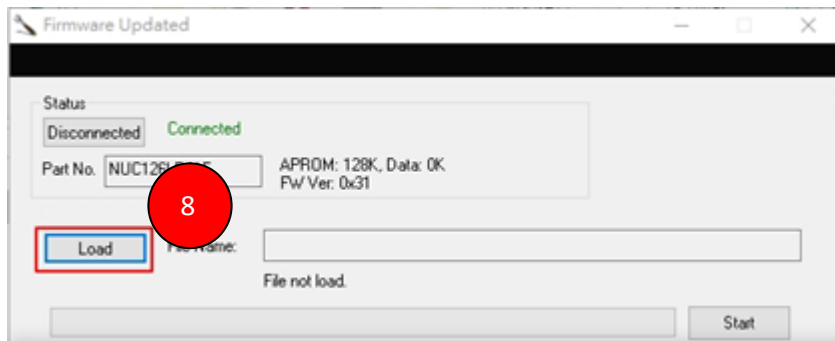 Firmware Updated
Status
Disconnected Connected
Part No. APROM: 128K, Data: 0K
FW Ver: 0x31
8
Load Name:
File not load.
Start